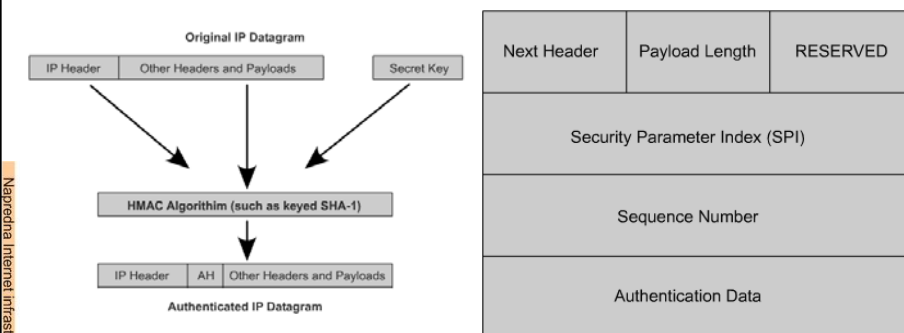 Original IP Datagram
IP Header
Other Headers and Payloads
Secret Key
HMAC Algorithim (such as keyed SHA-1)
IP Header
AH
Other Headers and Payloads
Authenticated IP Datagram
Next Header
Payload Length
RESERVED
Security Parameter Index (SPI)
Sequence Number
Authentication Data
Napredna Internet infrast